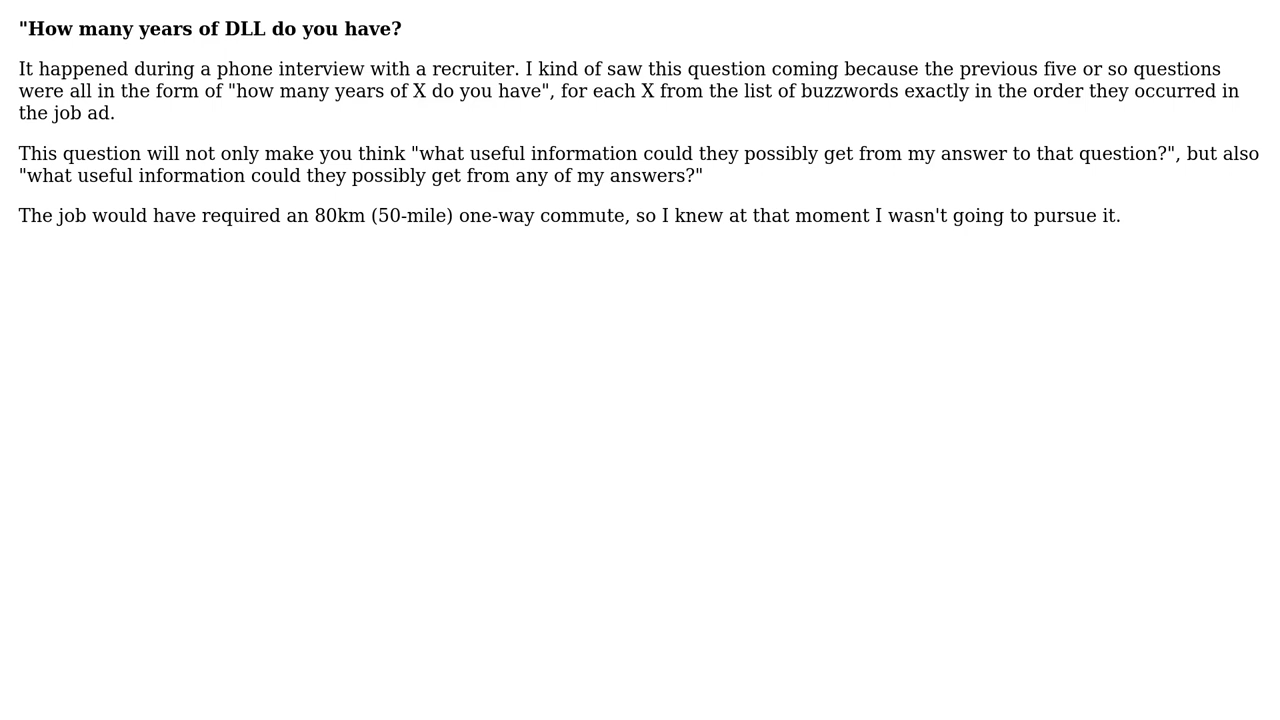 "How many years of DLL do you have?
It happened during a phone interview with a recruiter. I kind of saw this question coming because the previous five or so questions
were all in the form of "how many years of X do you have", for each X from the list of buzzwords exactly in the order they occurred in
the job ad.
This question will not only make you think "what useful information could they possibly get from my answer to that question?", but also
"what useful information could they possibly get from any of my answers?"
The job would have required an 80km (50-mile) one-way commute, so I knew at that moment I wasn't going to pursue it.